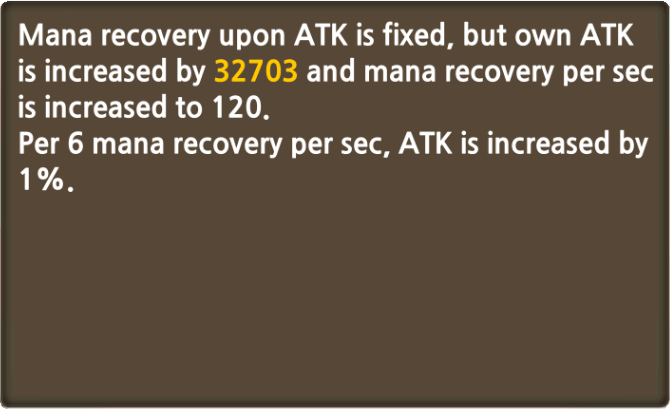 Mana recovery upon ATK is fixed, but own ATK
is increased by 32703 and mana recovery per sec
is increased to 120.
Per 6 mana recovery per sec, ATK is increased by
1%.